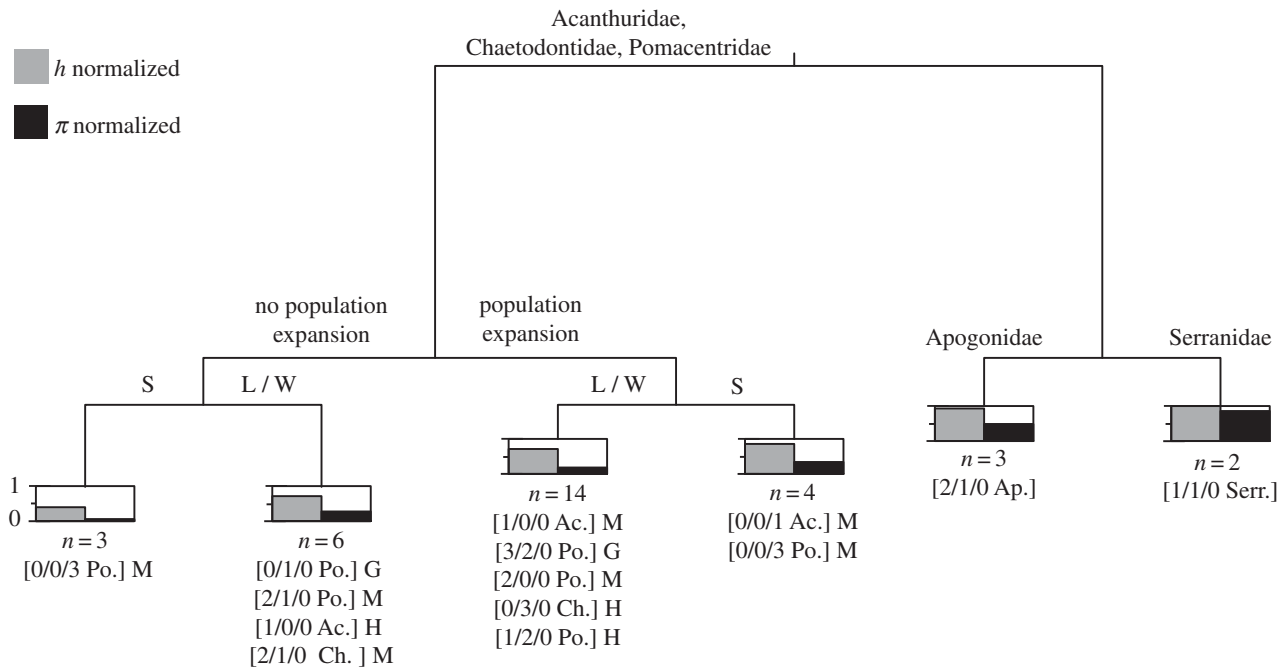 Acanthuridae,
Chaetodontidae, Pomacentridae
h normalized
π normalized
no population
expansion
population
expansion
Apogonidae
Serranidae
S
L / W
L / W
S
1
0
n = 3
[0/0/3 Po.] M
n = 6
[0/1/0 Po.] G
[2/1/0 Po.] M
[1/0/0 Ac.] H
[2/1/0 Ch. ] M
n = 14
[1/0/0 Ac.] M
[3/2/0 Po.] G
[2/0/0 Po.] M
[0/3/0 Ch.] H
[1/2/0 Po.] H
n = 4
[0/0/1 Ac.] M
[0/0/3 Po.] M
n = 3
[2/1/0 Ap.]
n = 2
[1/1/0 Serr.]